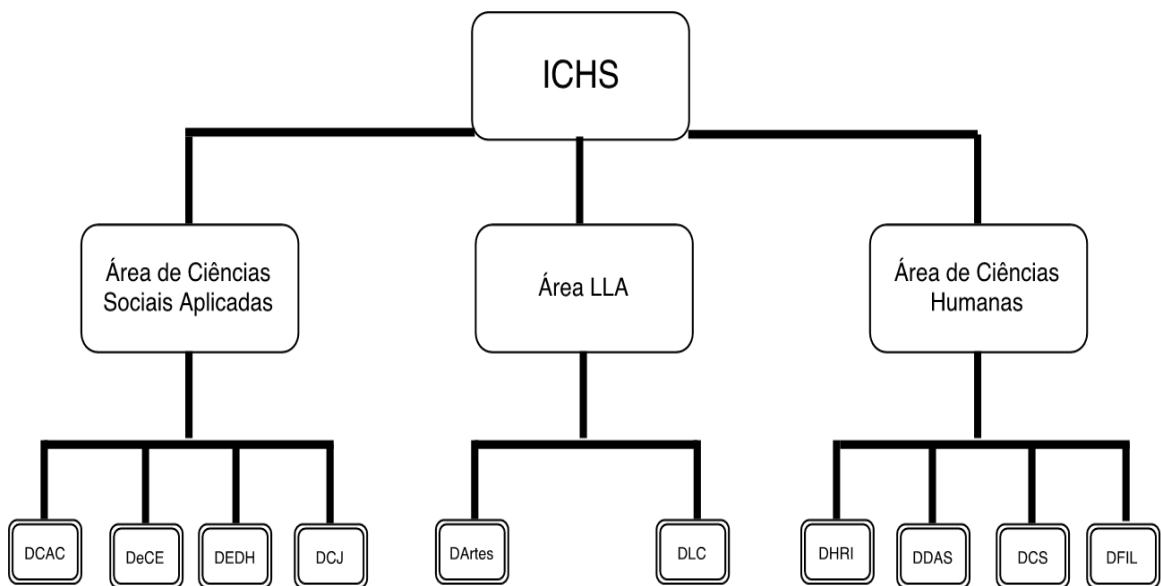 ICHS
Área de Ciências
Sociais Aplicadas
Área LLA
Área de Ciências
Humanas
DCAC
DeCE
DEDH
DCJ
DArtes
DLC
DHRI
DDAS
DCS
DFIL